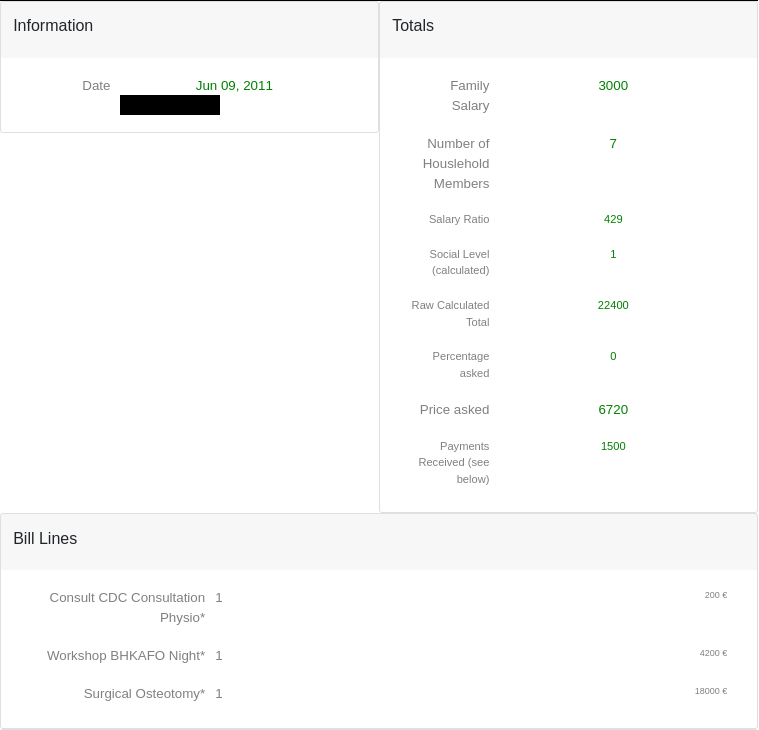 Information
Date Jun 09, 2011
Totals
Family 3000
Salary
Number of 7
Houslehold
Members
Salary Ratio 429
Social Level 1
(calculated)
Raw Calculated 22400
Total
Percentage 0
asked
Price asked 6720
Payments 1500
Received (see
below)
Bill Lines
Consult CDC Consultation 1 200 €
Physio*
Workshop BHKAFO Night* 1 4200 €
Surgical Osteotomy* 1 18000 €